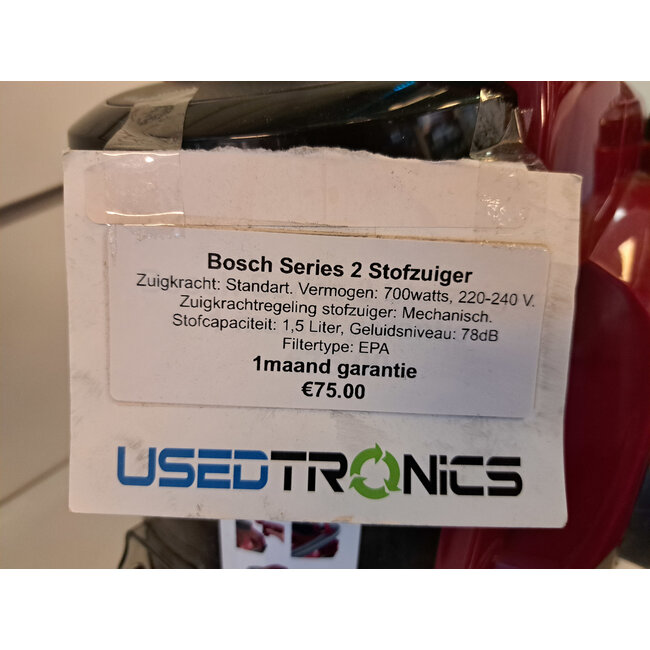 Bosch Series 2 Stofzuiger
Zuigkracht: Standart. Vermogen: 700watts, 220-240 V.
Zuigkrachtregeling stofzuiger: Mechanisch.
Stofcapaciteit: 1,5 Liter, Geluidsniveau: 78dB
Filtertype: EPA
1maand garantie
€75.00
USEDTRONiCS